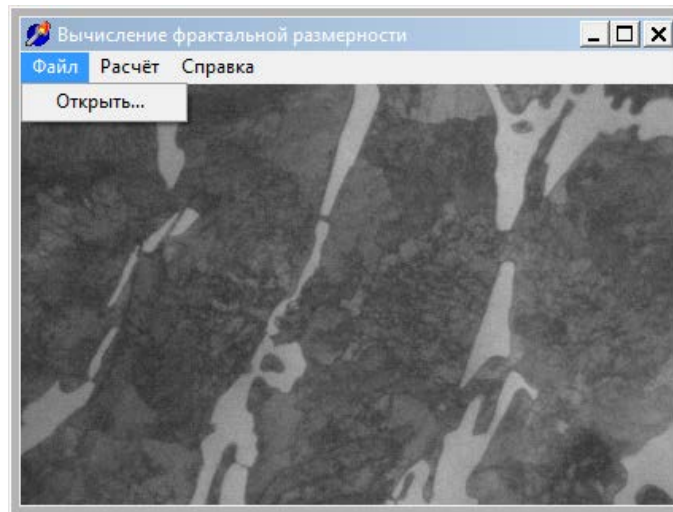 Вычисление фрактальной размерности
Файл Расчёт Справка
Открыть...